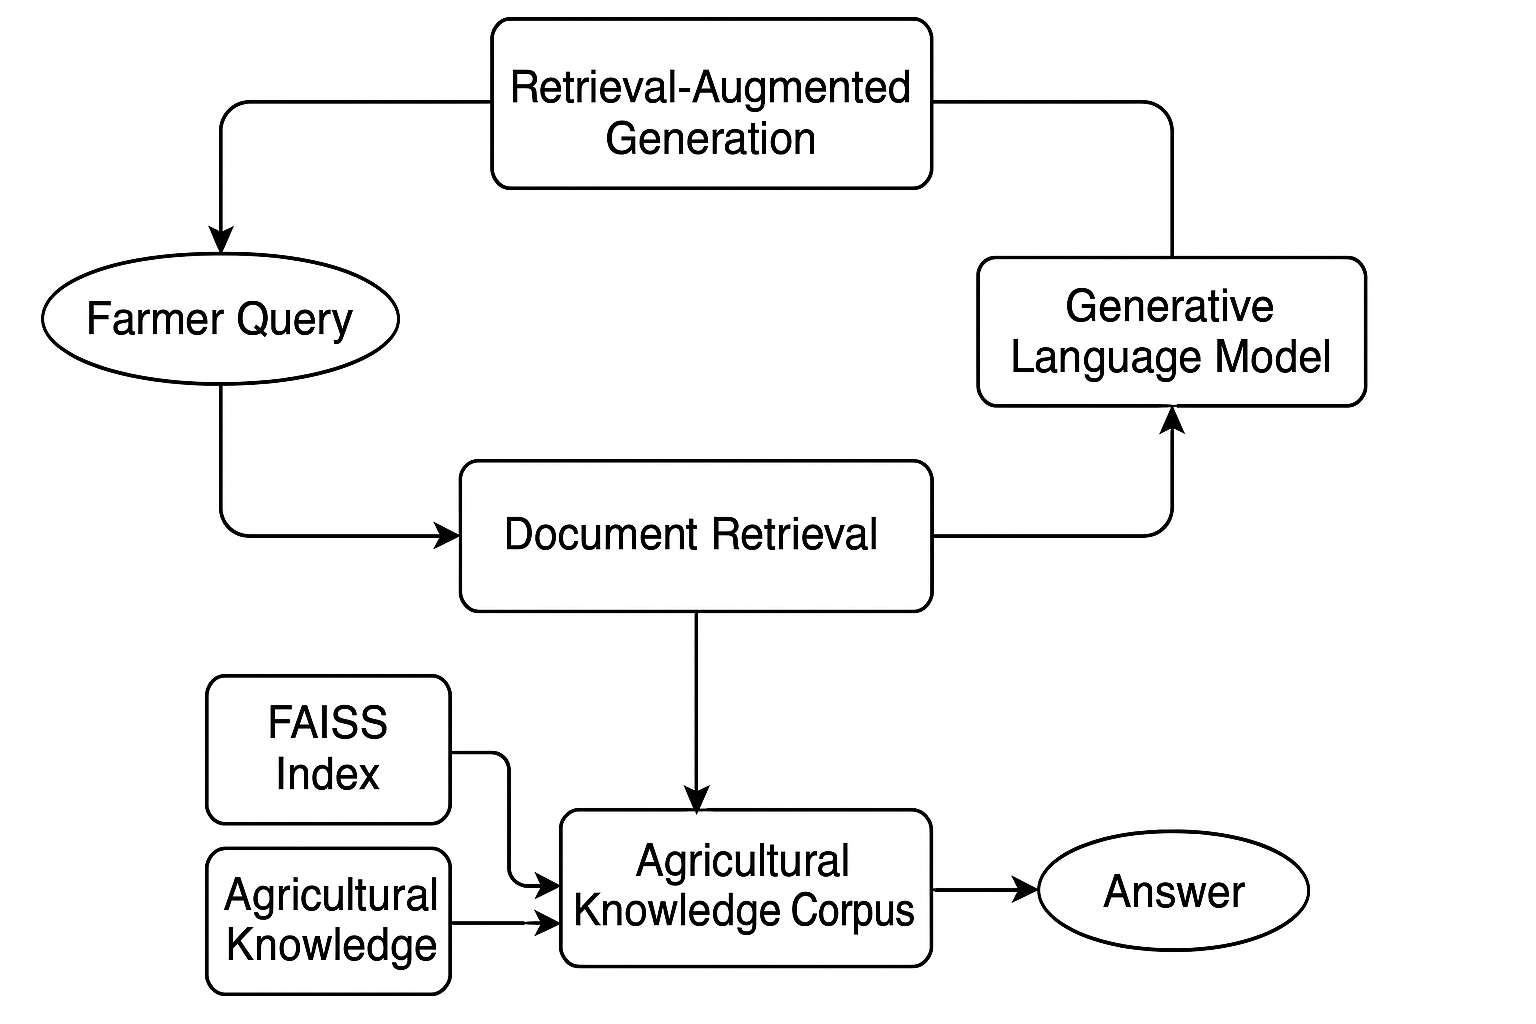 Retrieval-Augmented
Generation
Farmer Query
Generative
Language Model
Document Retrieval
FAISS
Index
Agricultural
Knowledge
Agricultural
Knowledge Corpus
Answer